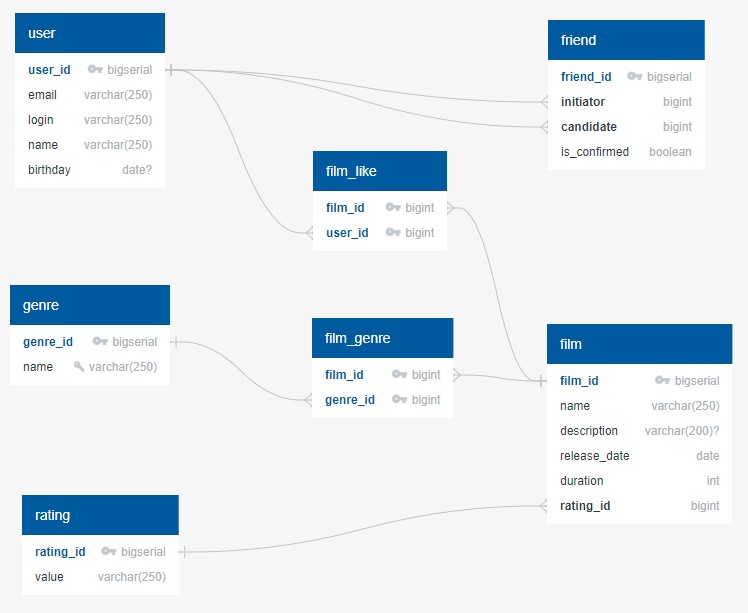 user
user_id bigserial
email varchar(250)
login varchar(250)
name varchar(250)
birthday date?
friend
friend_id bigserial
initiator bigint
candidate bigint
is_confirmed boolean
film_like
film_id bigint
user_id bigint
genre
genre_id bigserial
name varchar(250)
film_genre
film_id bigint
genre_id bigint
film
film_id bigserial
name varchar(250)
description varchar(200)?
release_date date
duration int
rating_id bigint
rating
rating_id bigserial
value varchar(250)